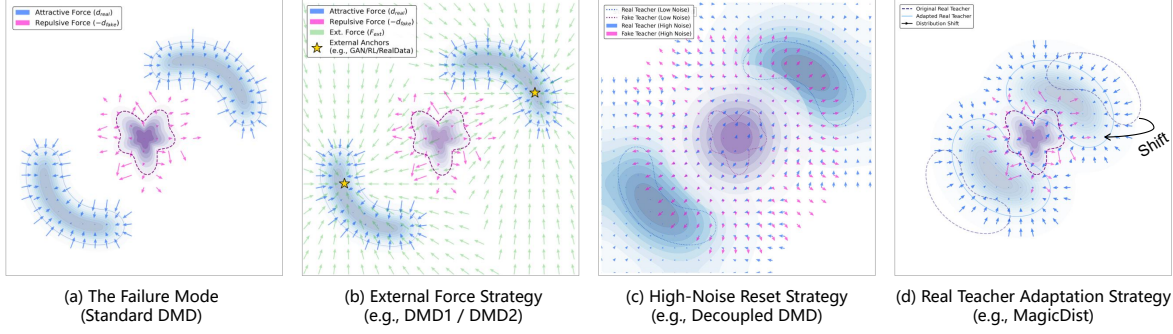 Attractive Force (d_real)
Repulsive Force (−d_fake)
Attractive Force (d_real)
Repulsive Force (−d_fake)
Ext. Force (F_ext)
External Anchors
(e.g., GAN/RL/RealData)
Real Teacher (Low Noise)
Fake Teacher (Low Noise)
Real Teacher (High Noise)
Fake Teacher (High Noise)
Original Real Teacher
Adapted Real Teacher
Distribution Shift
Shift
(a) The Failure Mode
(Standard DMD)
(b) External Force Strategy
(e.g., DMD1 / DMD2)
(c) High-Noise Reset Strategy
(e.g., Decoupled DMD)
(d) Real Teacher Adaptation Strategy
(e.g., MagicDist)